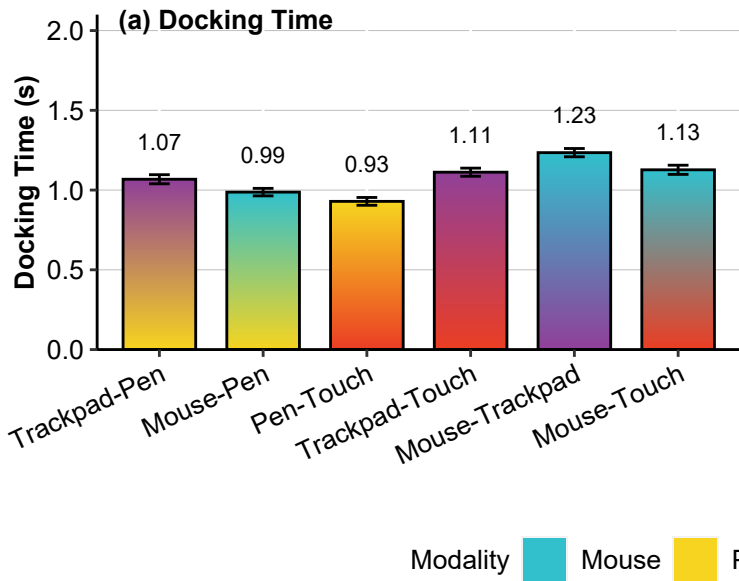 (a) Docking Time
Docking Time (s)
2.0
1.5
1.0
0.5
0.0
1.07
0.99
0.93
1.11
1.23
1.13
Trackpad-Pen
Mouse-Pen
Pen-Touch
Trackpad-Touch
Mouse-Trackpad
Mouse-Touch
Modality Mouse